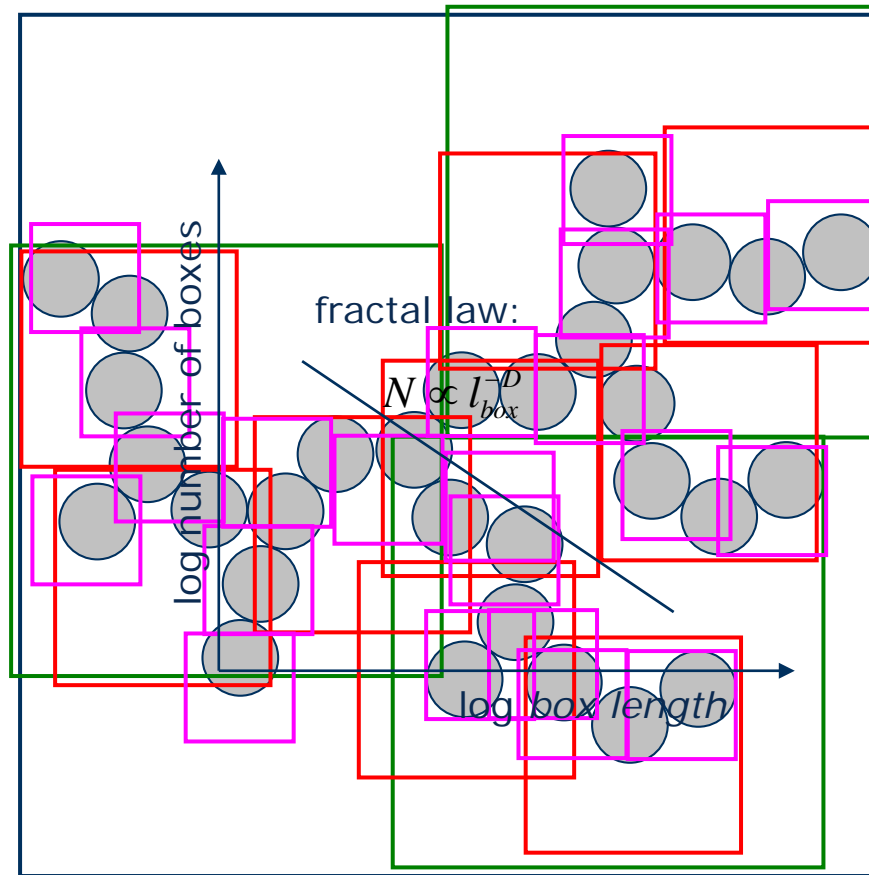 log number of boxes
fractal law:
N ∝ l_box^-D
log box length